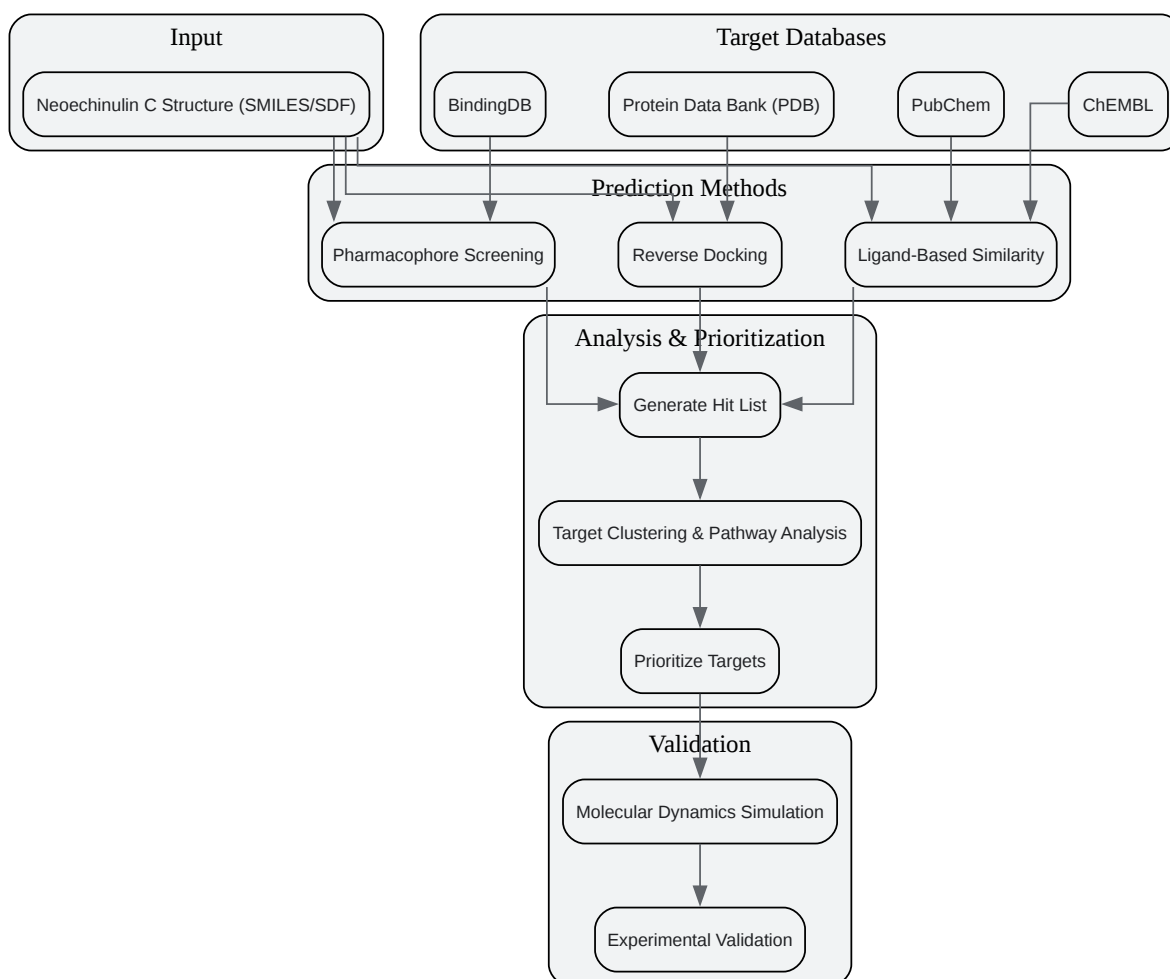 Input
Target Databases
Neoechinulin C Structure (SMILES/SDF)
BindingDB
Protein Data Bank (PDB)
PubChem
ChEMBL
Prediction Methods
Pharmacophore Screening
Reverse Docking
Ligand-Based Similarity
Analysis & Prioritization
Generate Hit List
Target Clustering & Pathway Analysis
Prioritize Targets
Validation
Molecular Dynamics Simulation
Experimental Validation